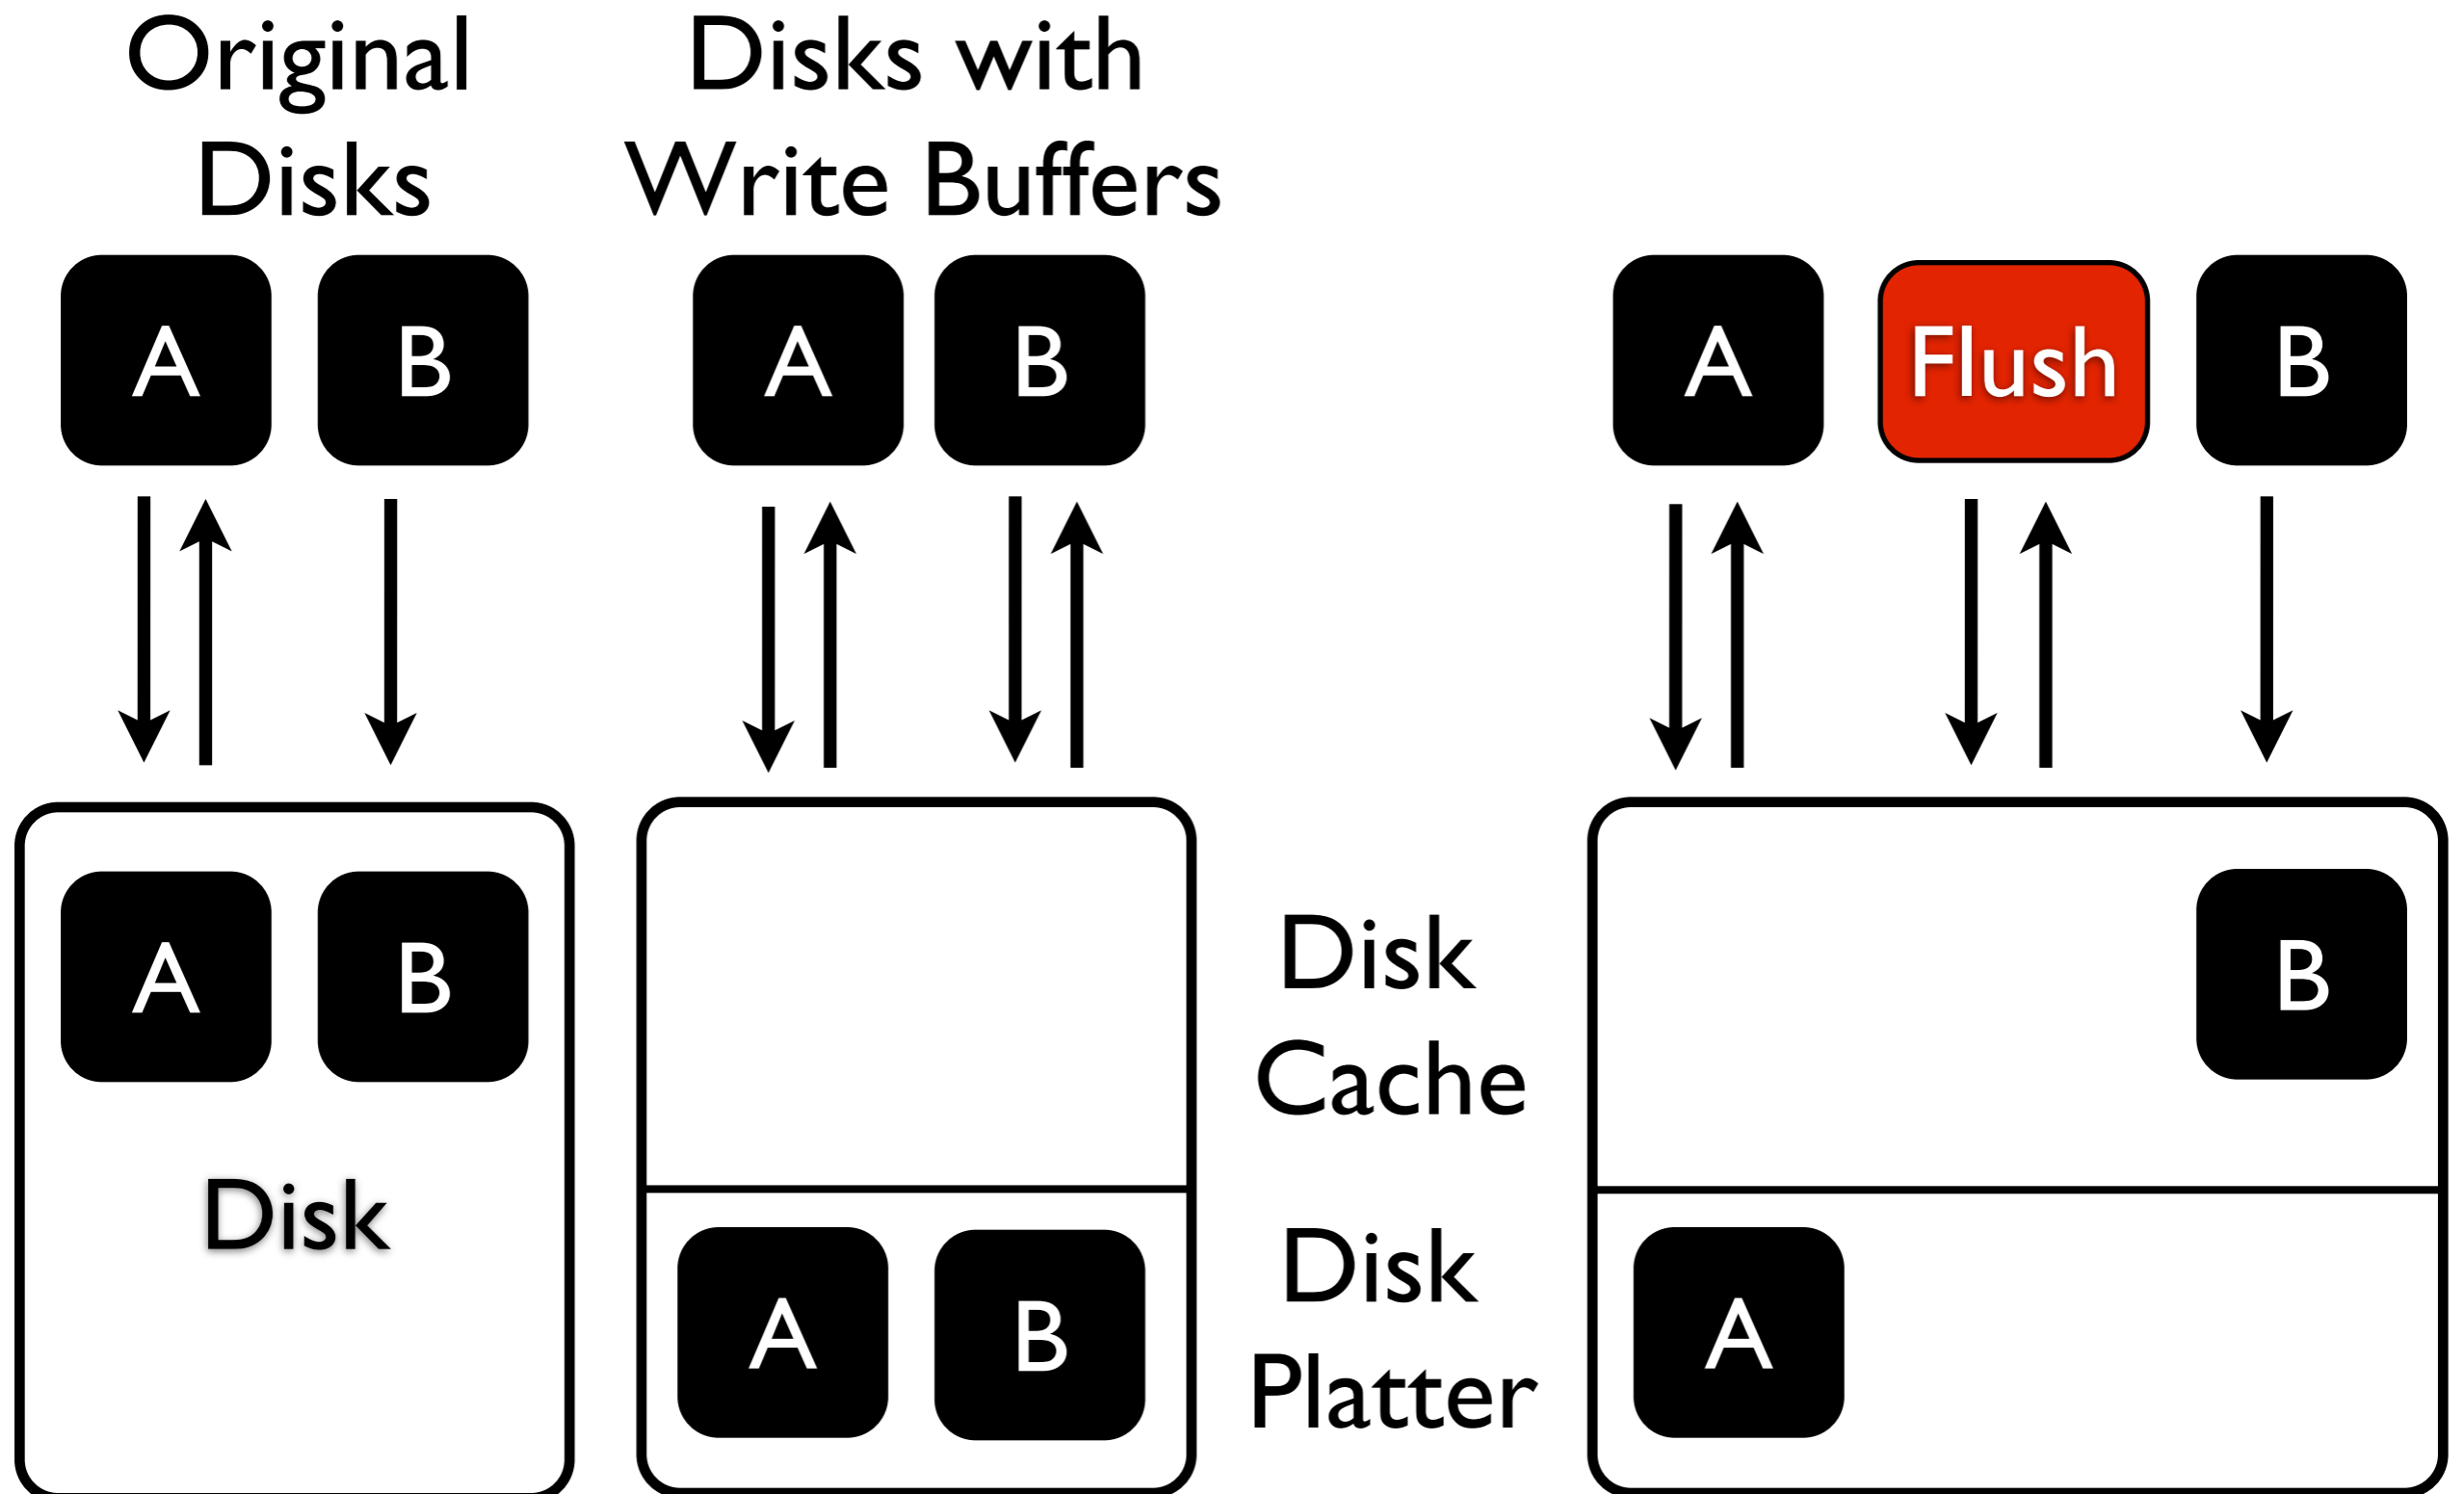 Original
Disks
Disks with
Write Buffers
A
B
A
B
A
Flush
B
A
B
Disk
Disk
Cache
B
Disk
Platter
A
B
A